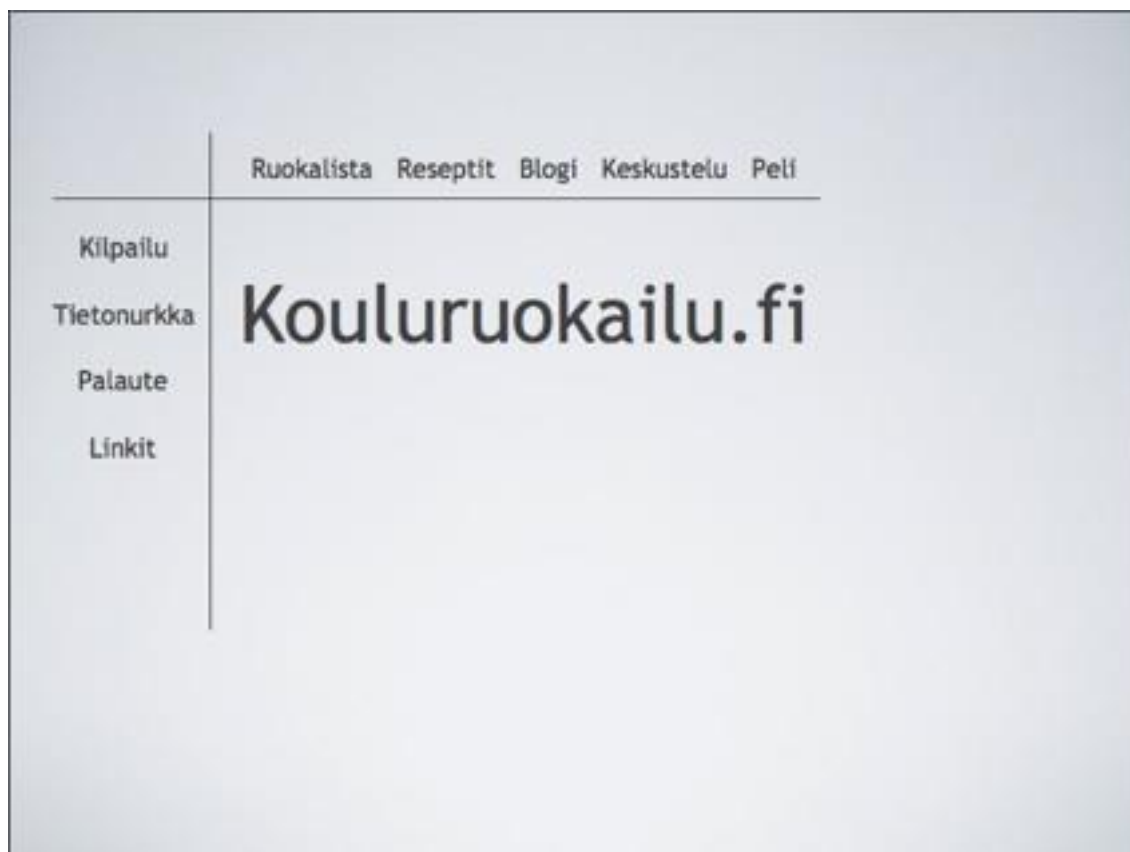 Ruokalista Reseptit Blogi Keskustelu Peli
Kilpailu
Tietonurkka
Kouluruokailu.fi
Palaute
Linkit